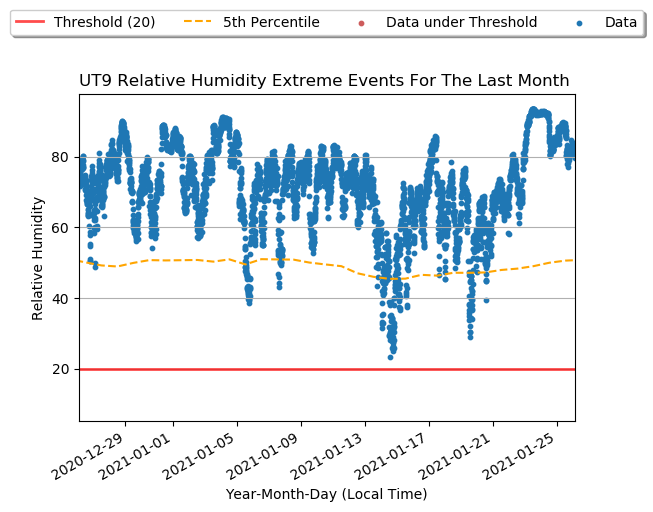 Threshold (20) 5th Percentile Data under Threshold Data
UT9 Relative Humidity Extreme Events For The Last Month
Relative Humidity
80
60
40
20
2020-12-29 2021-01-01 2021-01-05 2021-01-09 2021-01-13 2021-01-17 2021-01-21 2021-01-25
Year-Month-Day (Local Time)